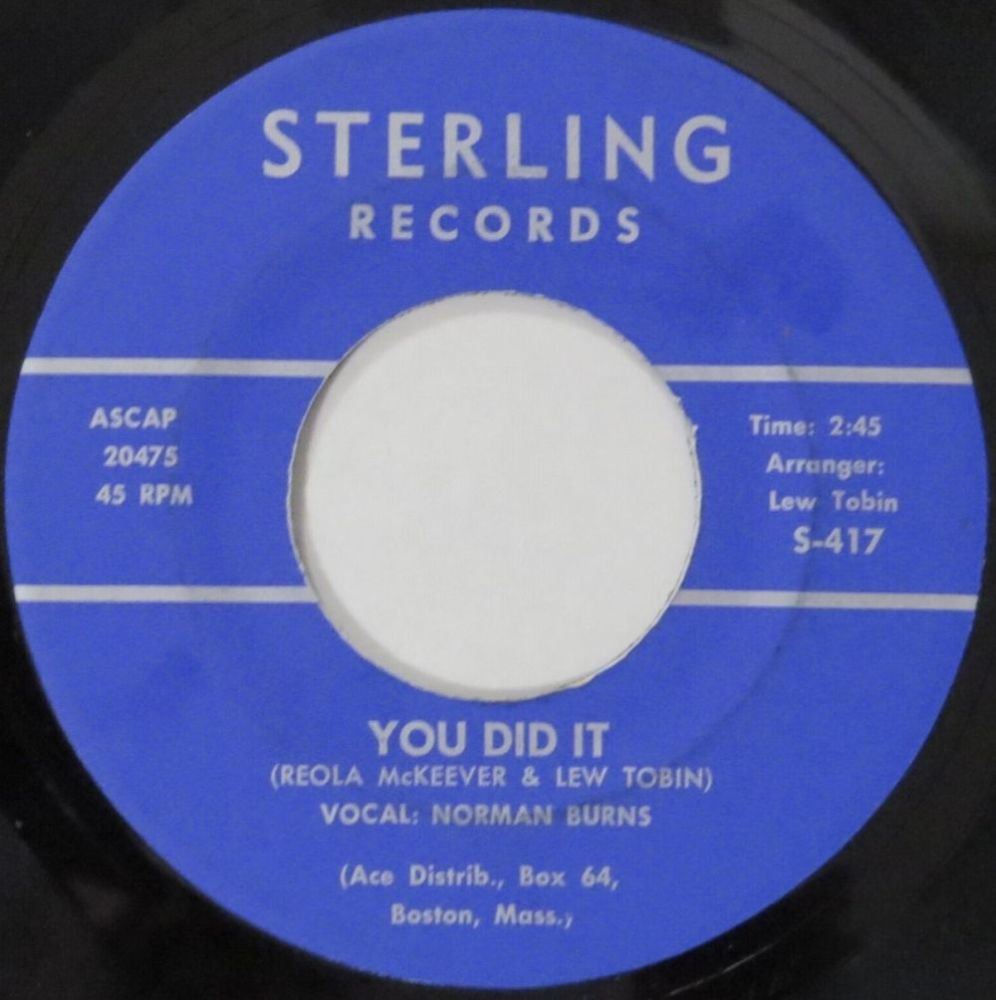 STERLING
RECORDS
ASCAP
20475
45 RPM
Time: 2:45
Arranger:
Lew Tobin
S-417
YOU DID IT
(REOLA McKEEVER & LEW TOBIN)
VOCAL: NORMAN BURNS
(Ace Distrib., Box 64,
Boston, Mass.,